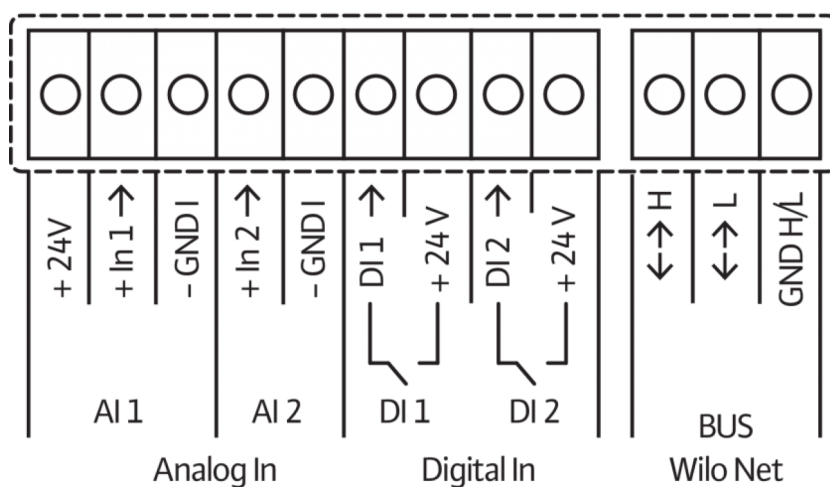 + 24V
+ In 1 →
– GND I
+ In 2 →
– GND I
DI 1 →
+ 24 V
DI 2 →
+ 24 V
↔ H
↔ L
GND H/L
AI 1 AI 2 DI 1 DI 2
BUS
Analog In Digital In Wilo Net